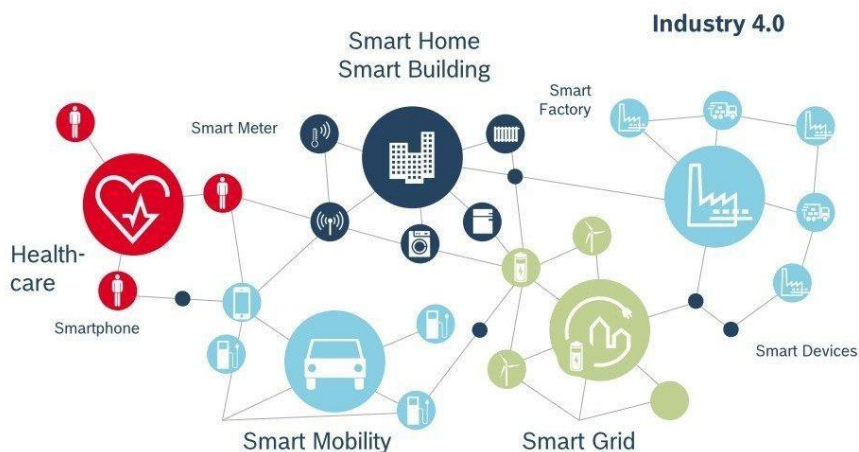 Industry 4.0
Smart Home
Smart Building
Smart
Factory
Smart Meter
Health-
care
Smartphone
Smart Devices
Smart Mobility
Smart Grid